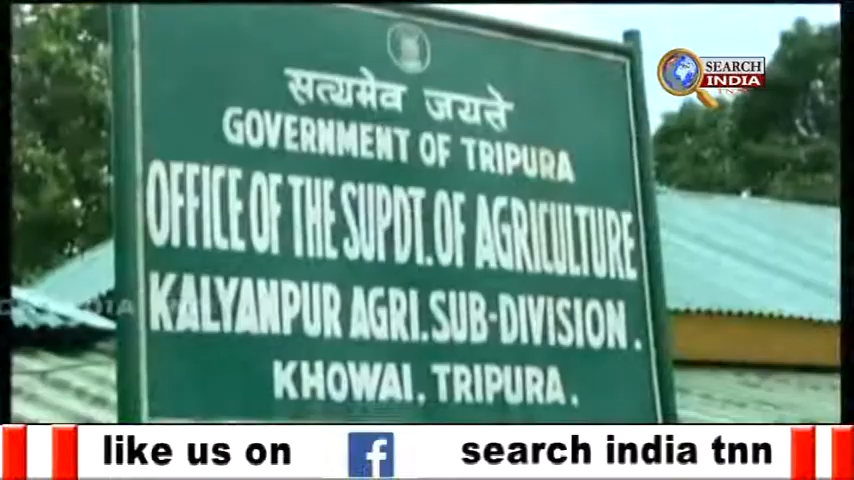 सत्यमेव जयते
GOVERNMENT OF TRIPURA
OFFICE OF THE SUPDT. OF AGRICULTURE
KALYANPUR AGRI. SUB-DIVISION.
KHOWAI, TRIPURA.
SEARCH
INDIA
TNN
like us on f search india tnn